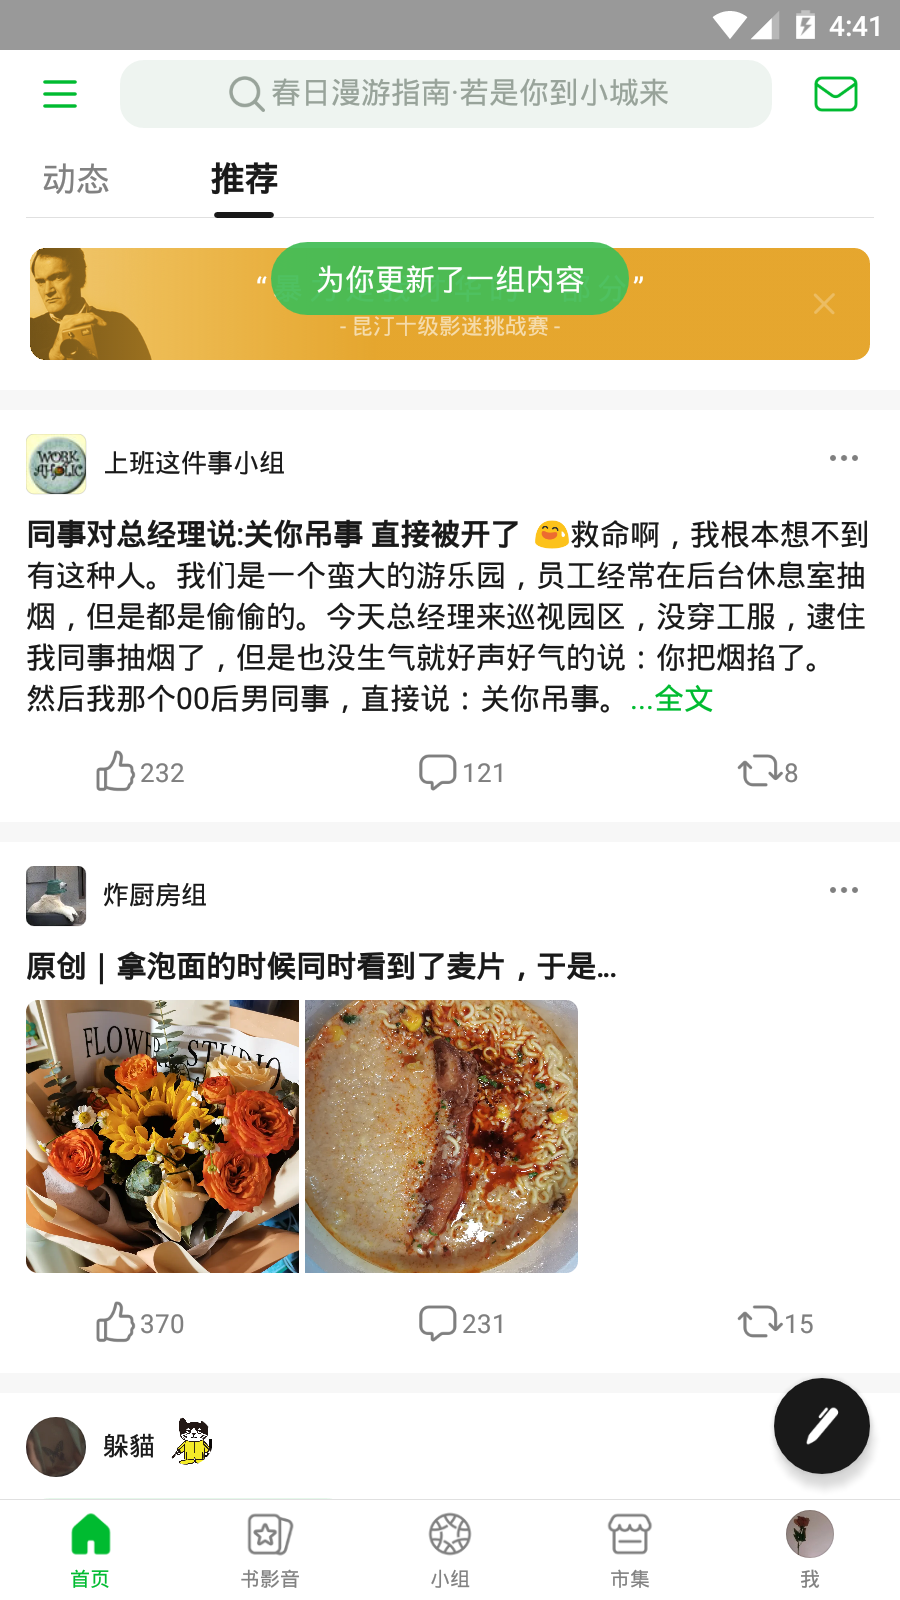 4:41
春日漫游指南·若是你到小城来
动态
推荐
为你更新了一组内容
“ ”
- 昆汀十级影迷挑战赛 -
WORK
AHOLIC
上班这件事小组
同事对总经理说:关你吊事 直接被开了 😅救命啊，我根本想不到
有这种人。我们是一个蛮大的游乐园，员工经常在后台休息室抽
烟，但是都是偷偷的。今天总经理来巡视园区，没穿工服，逮住
我同事抽烟了，但是也没生气就好声好气的说：你把烟掐了。
然后我那个00后男同事，直接说：关你吊事。...全文
232
121
8
炸厨房组
原创｜拿泡面的时候同时看到了麦片，于是...
FLOWER STUDIO
370
231
15
躲貓
首页
书影音
小组
市集
我